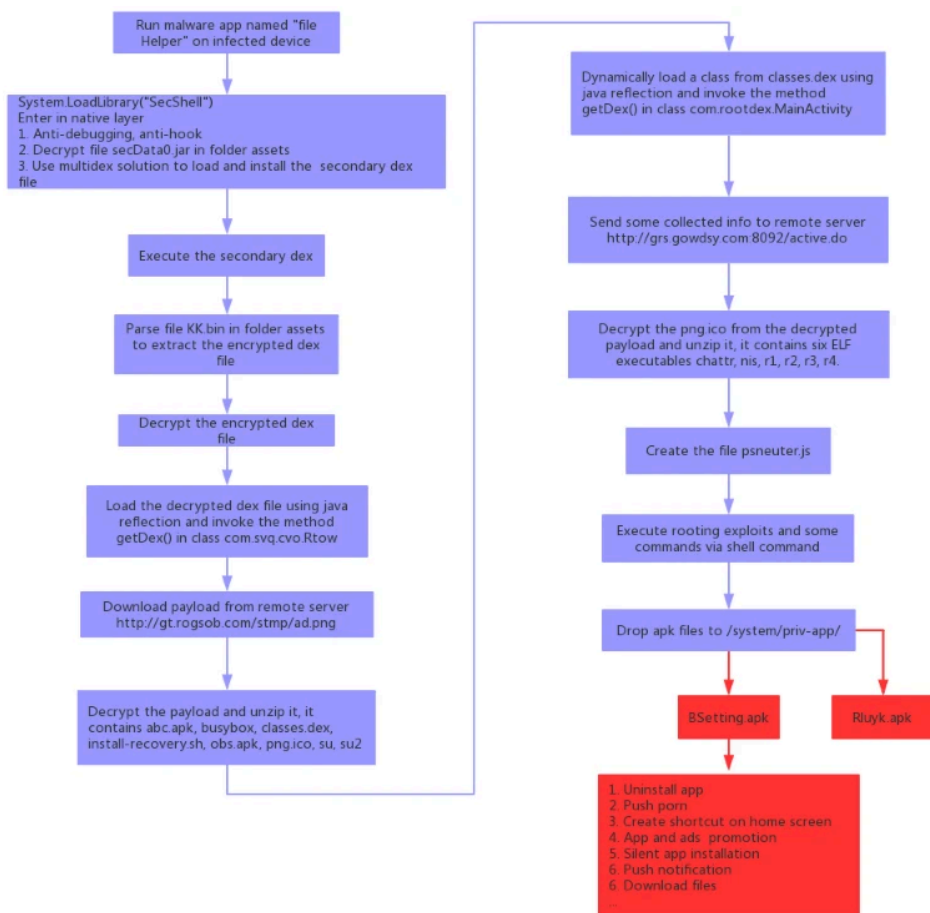 Run malware app named "file
Helper" on infected device
System.LoadLibrary("SecShell")
Enter in native layer
1. Anti-debugging, anti-hook
2. Decrypt file secData0.jar in folder assets
3. Use multidex solution to load and install the secondary dex
file
Execute the secondary dex
Parse file KK.bin in folder assets
to extract the encrypted dex
file
Decrypt the encrypted dex
file
Load the decrypted dex file using java
reflection and invoke the method
getDex() in class com.svq.cvo.Rtow
Download payload from remote server
http://gt.rogsob.com/stmp/ad.png
Decrypt the payload and unzip it, it
contains abc.apk, busybox, classes.dex,
install-recovery.sh, obs.apk, png.ico, su, su2
Dynamically load a class from classes.dex using
java reflection and invoke the method
getDex() in class com.rootdex.MainActivity
Send some collected info to remote server
http://grs.gowdsy.com:8092/active.do
Decrypt the png.ico from the decrypted
payload and unzip it, it contains six ELF
executables chattr, nis, r1, r2, r3, r4.
Create the file psneuter.js
Execute rooting exploits and some
commands via shell command
Drop apk files to /system/priv-app/
BSetting.apk
Rluyk.apk
1. Uninstall app
2. Push porn
3. Create shortcut on home screen
4. App and ads promotion
5. Silent app installation
6. Push notification
6. Download files
...